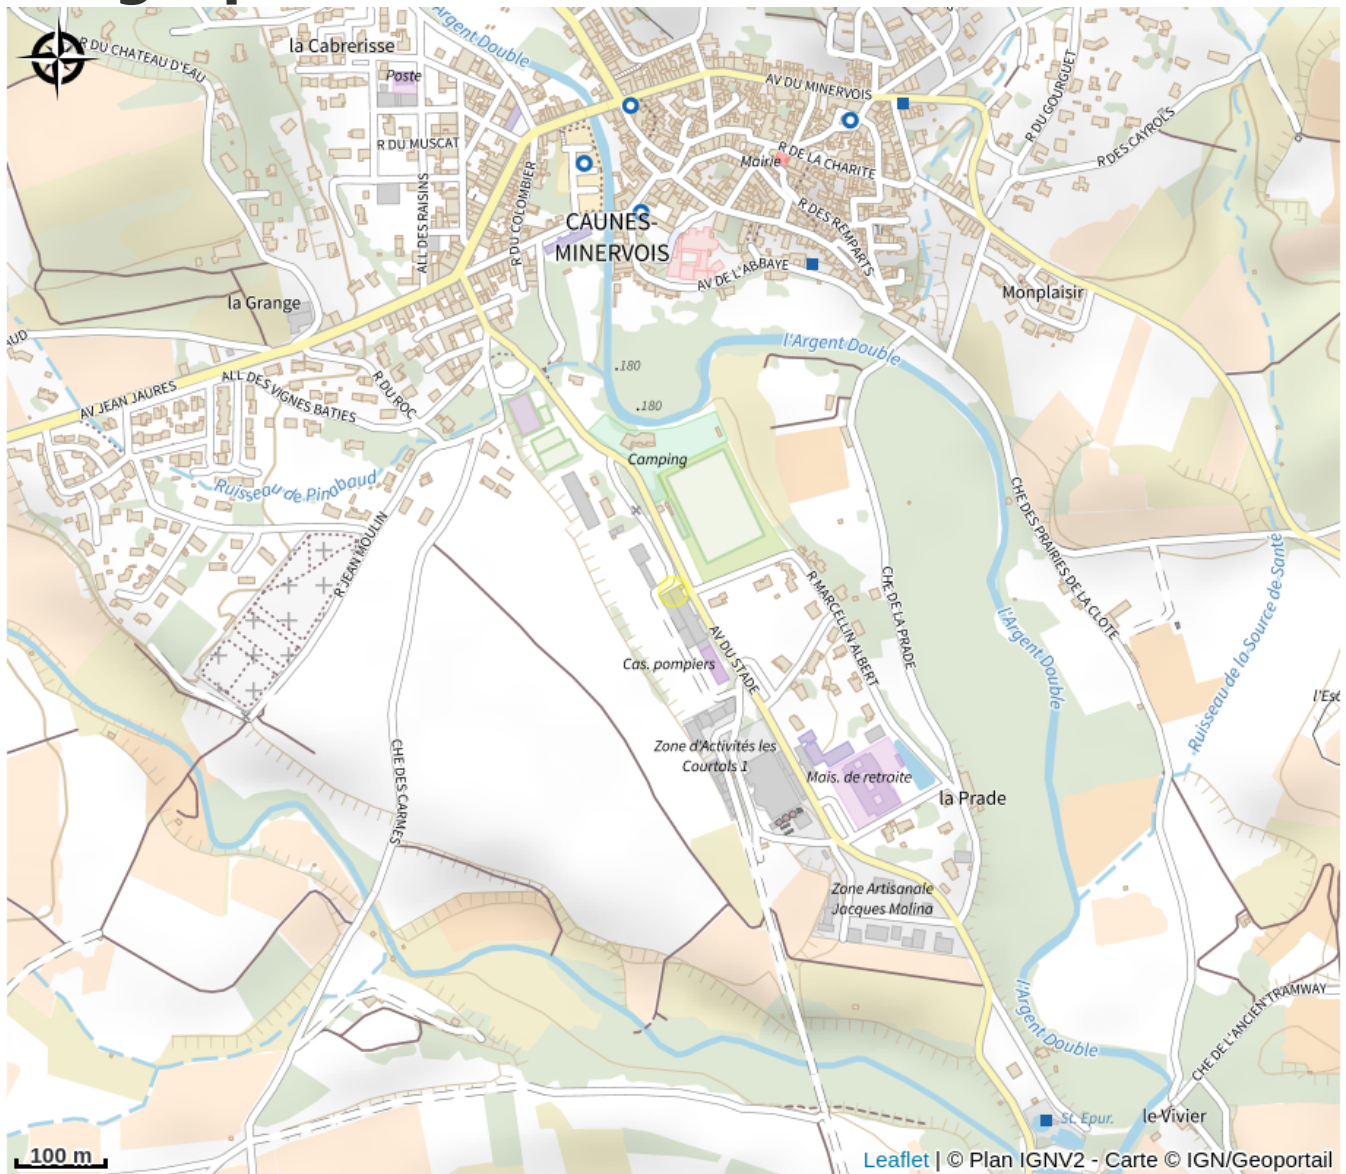 R DU CHATEAU D'EAU
la Cabrerisse
Argent Double
Poste
AV DU MINERVOIS
R DU GOURGUET
R DES CAYROLS
R DU MUSCAT
Mairie
R DE LA CHARITE
ALL DES RAISINS
R DU COLOMBIER
CAUNES-
MINERVOIS
R DES REMPARTS
AV DE L'ABBAYE
la Grange
Monplaisir
AUD
l'Argent Double
.180
.180
AV JEAN JAURES
ALL DES VIGNES BATIES
R DU ROC
Camping
Ruisseau de Pinabaud
R JEAN MOULIN
CHE DES PRAIRIES DE LA CLOTE
CHE DE LA PRADE
R MARCELLIN ALBERT
l'Argent Double
Ruisseau de la Source de Santé
AV DU STADE
Cas. pompiers
Zone d'Activités les
Courtals 1
Mais. de retraite
la Prade
CHE DES CARMES
Zone Artisanale
Jacques Molina
l'Argent Double
CHE DE L'ANCIEN TRAMWAY
St. Epur.
le Vivier
100 m
Leaflet | © Plan IGNV2 - Carte © IGN/Geoportail